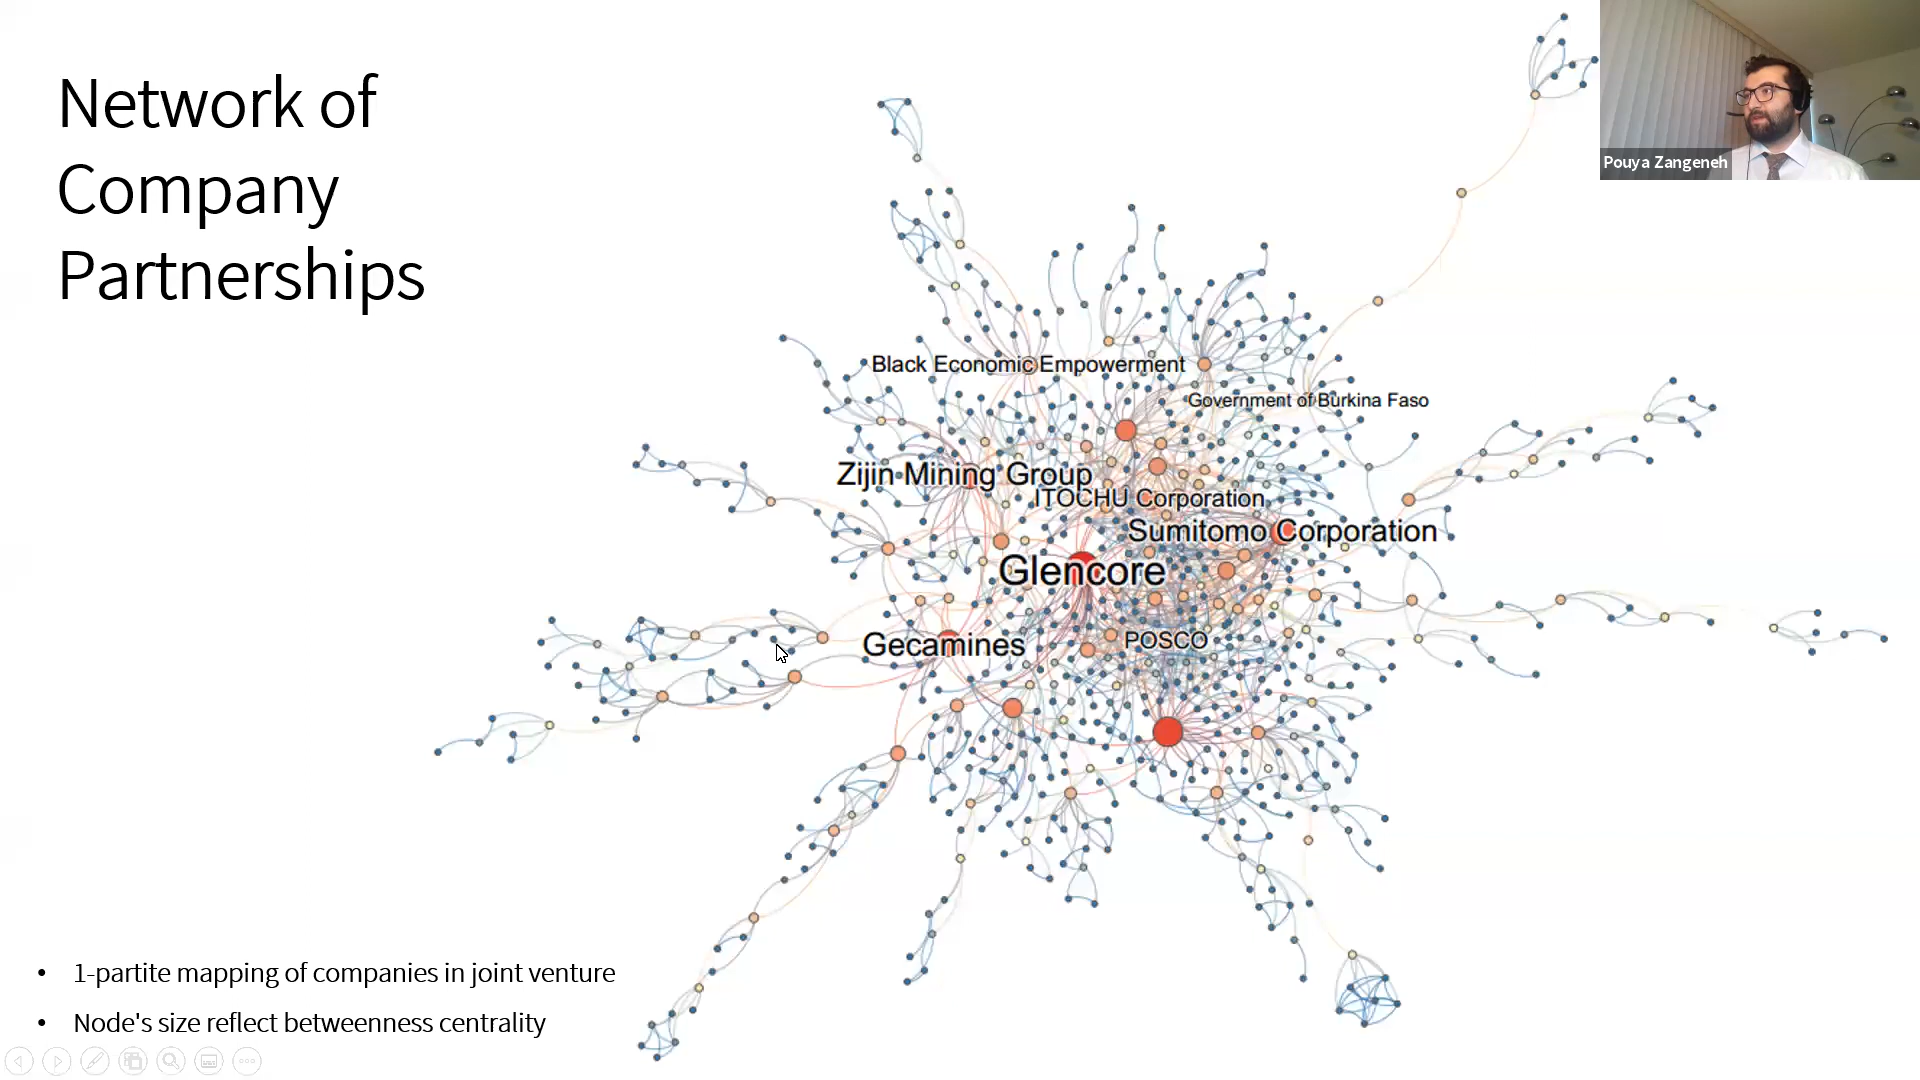 Network of
Company
Partnerships
Pouya Zangeneh
Black Economic Empowerment
Government of Burkina Faso
Zijin Mining Group
ITOCHU Corporation
Sumitomo Corporation
Glencore
Gecamines
POSCO
• 1-partite mapping of companies in joint venture
• Node's size reflect betweenness centrality